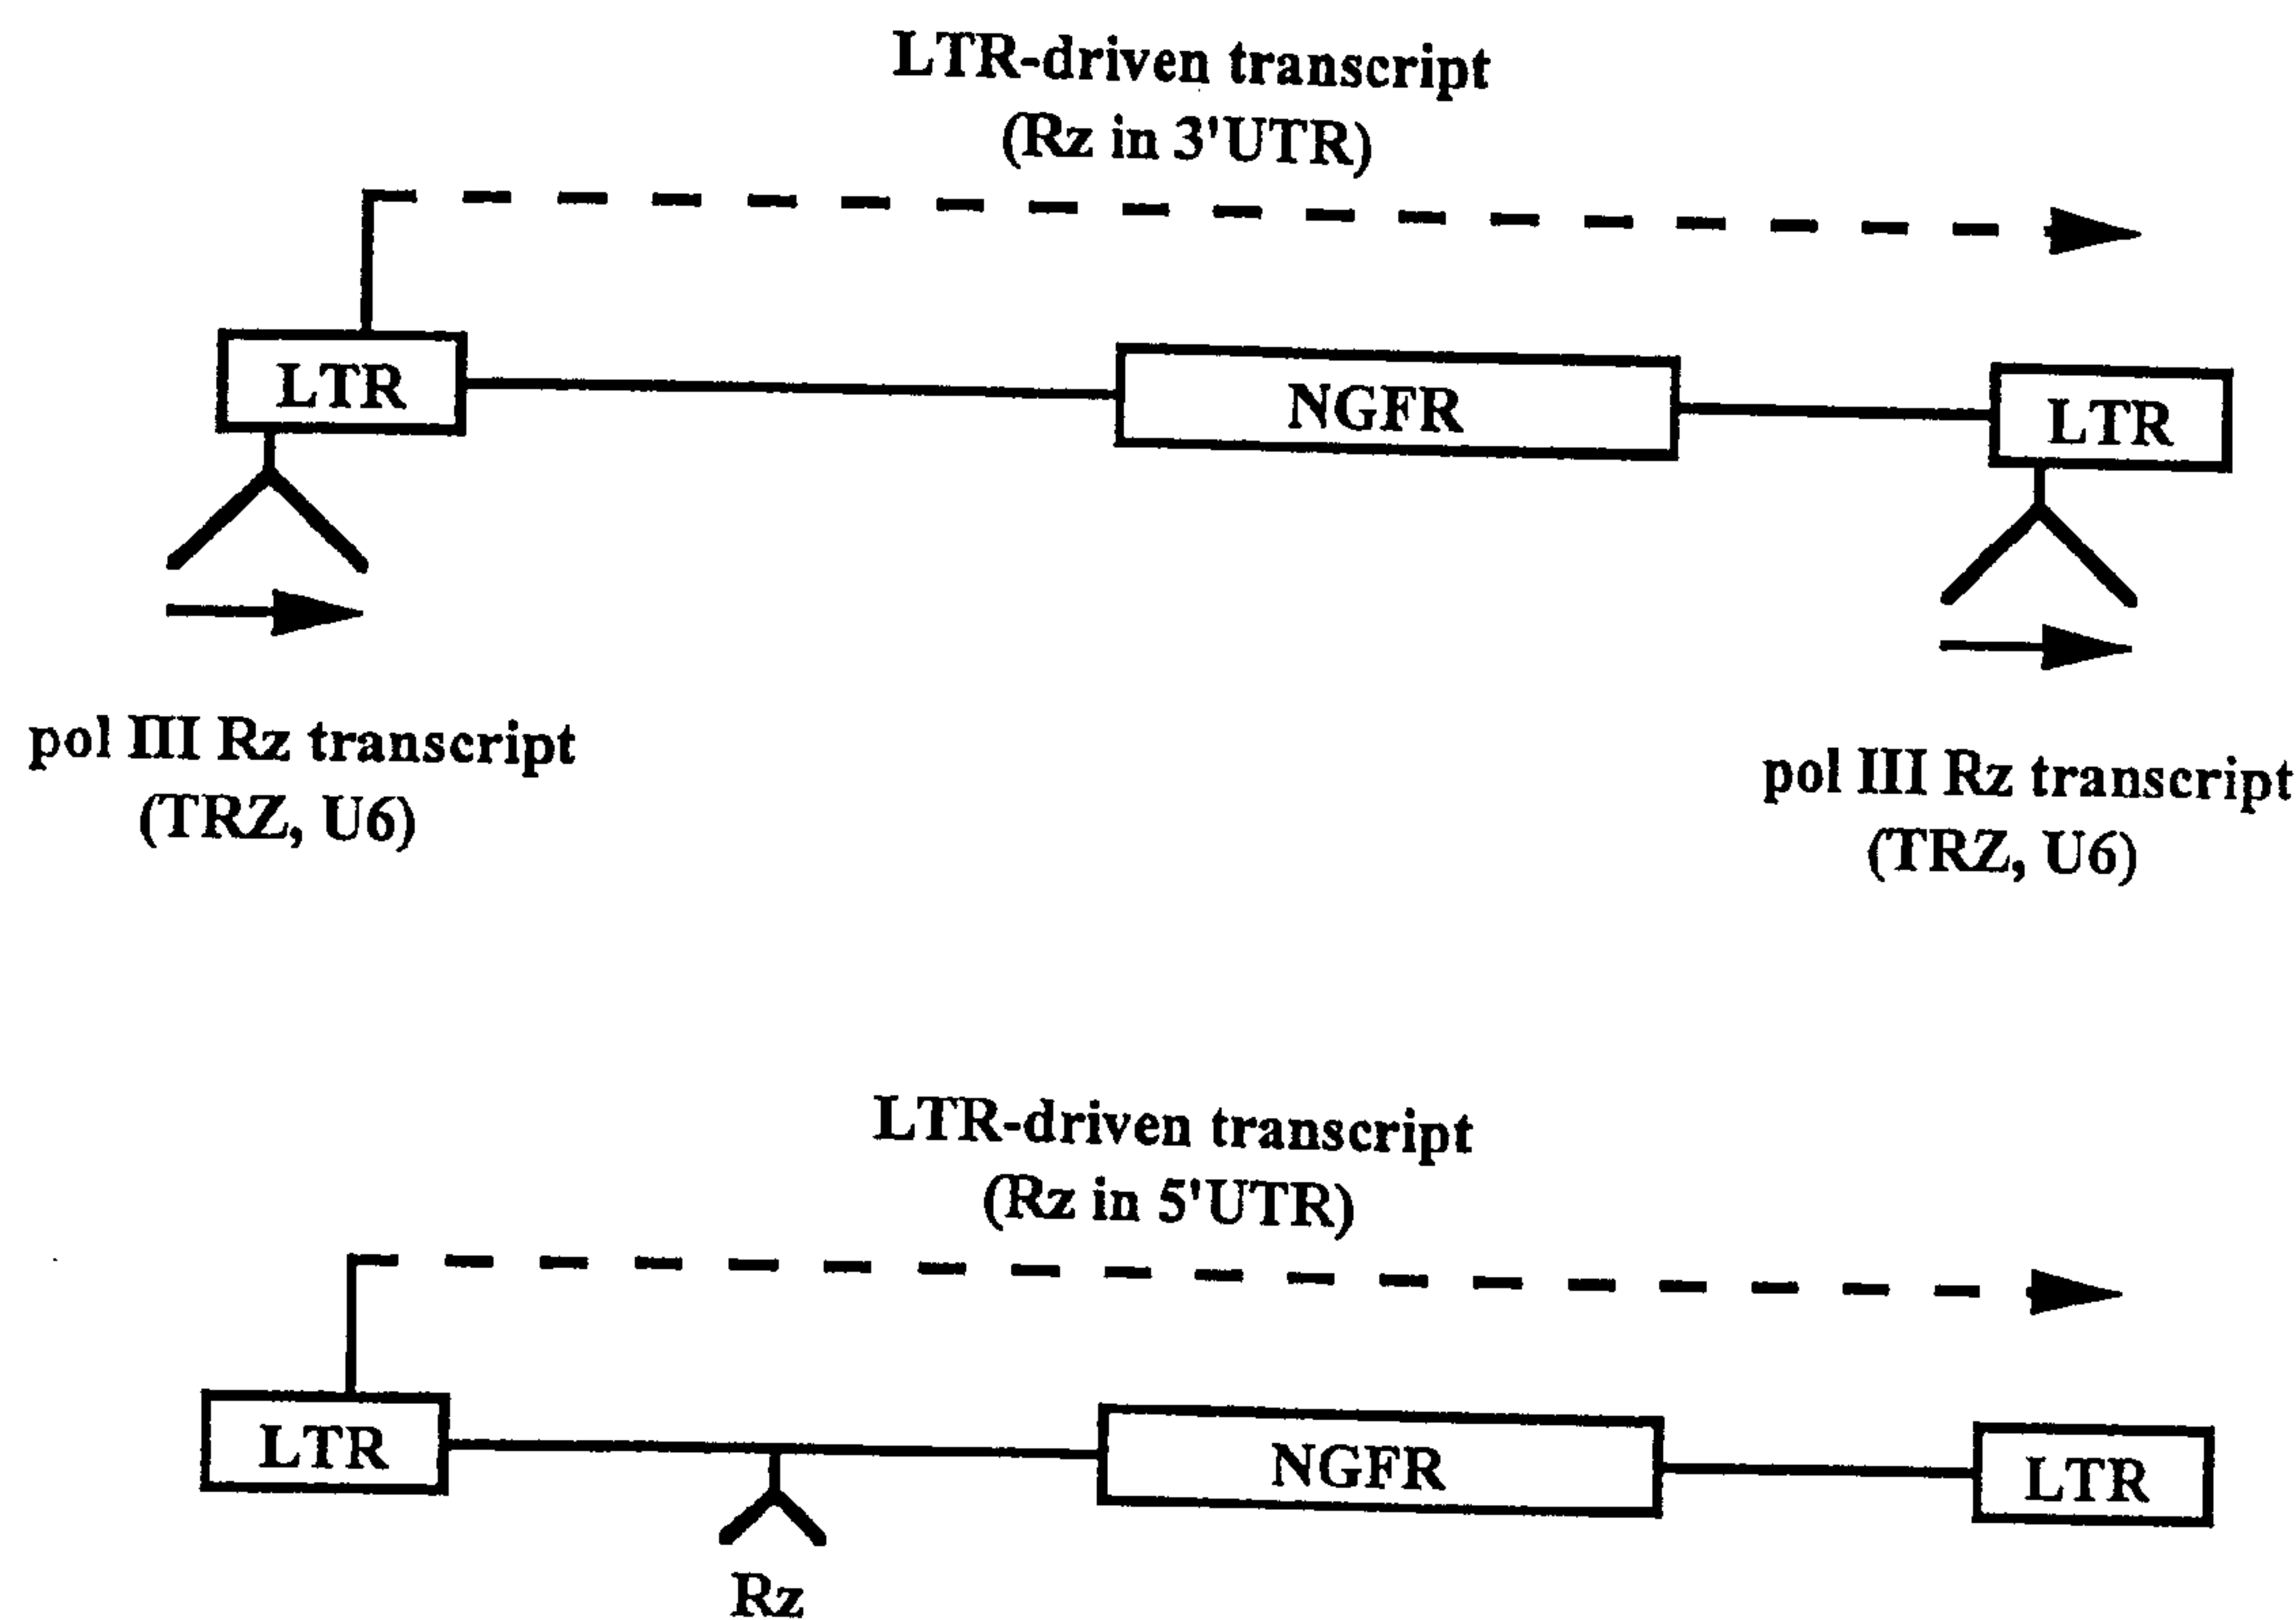 LTR-driven transcript
(Rz in 3'UTR)
LTR
NGFR
LTR
pol III Rz transcript
(TRZ, U6)
pol III Rz transcript
(TRZ, U6)
LTR-driven transcript
(Rz in 5'UTR)
LTR
NGFR
LTR
Rz